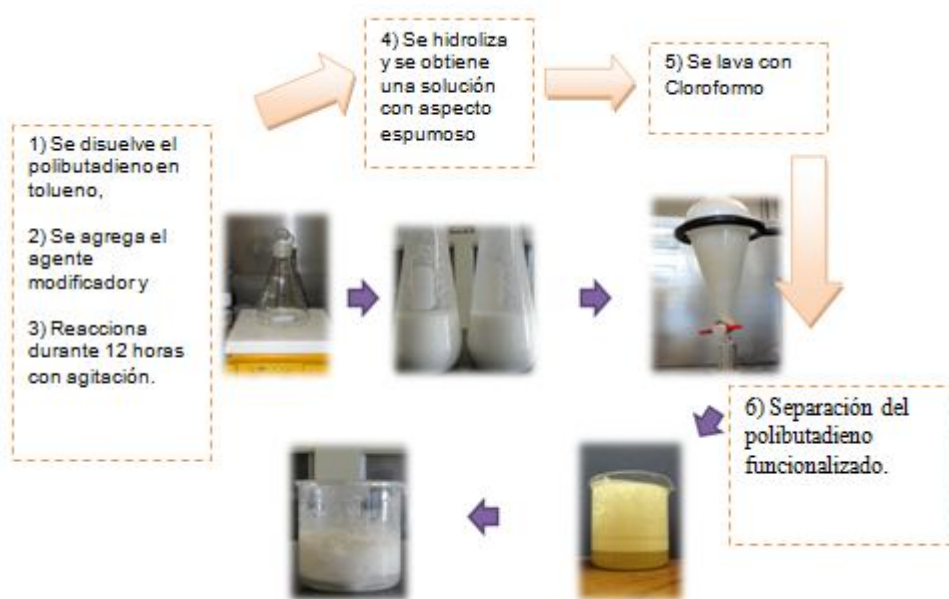 1) Se disuelve el
polibutadieno en
tolueno,
2) Se agrega el
agente
modificador y
3) Reacciona
durante 12 horas
con agitación.
4) Se hidroliza
y se obtiene
una solución
con aspecto
espumoso
5) Se lava con
Cloroformo
6) Separación del
polibutadieno
funcionalizado.